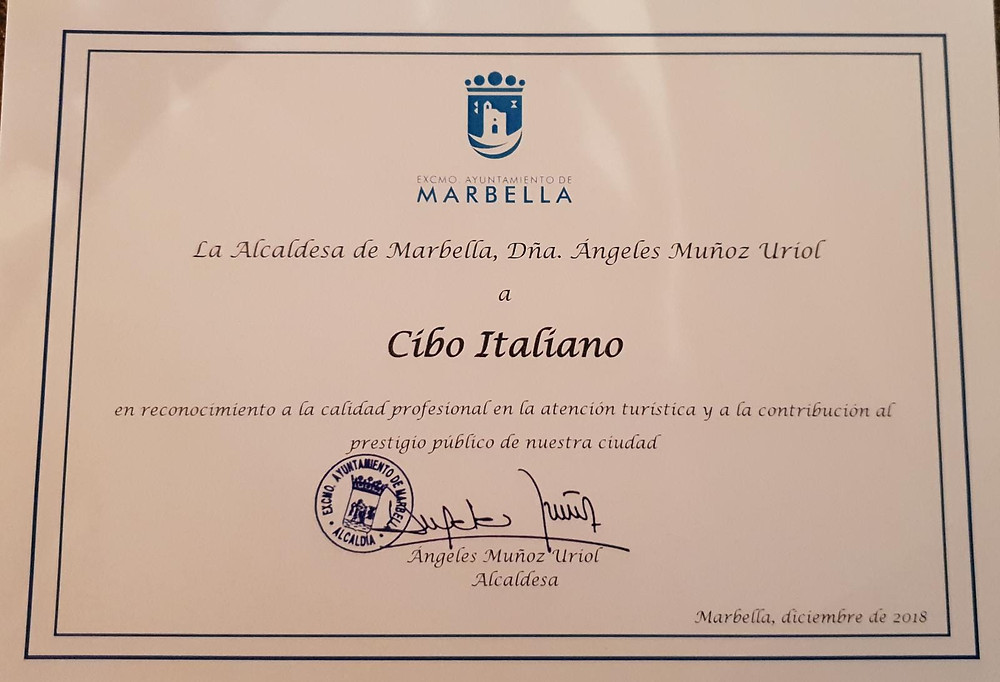 EXCMO. AYUNTAMIENTO DE
MARBELLA
La Alcaldesa de Marbella, Dña. Ángeles Muñoz Uriol
a
Cibo Italiano
en reconocimiento a la calidad profesional en la atención turística y a la contribución al
prestigio público de nuestra ciudad
EXCMO. AYUNTAMIENTO DE MARBELLA
• ALCALDÍA •
Ángeles Muñoz Uriol
Alcaldesa
Marbella, diciembre de 2018